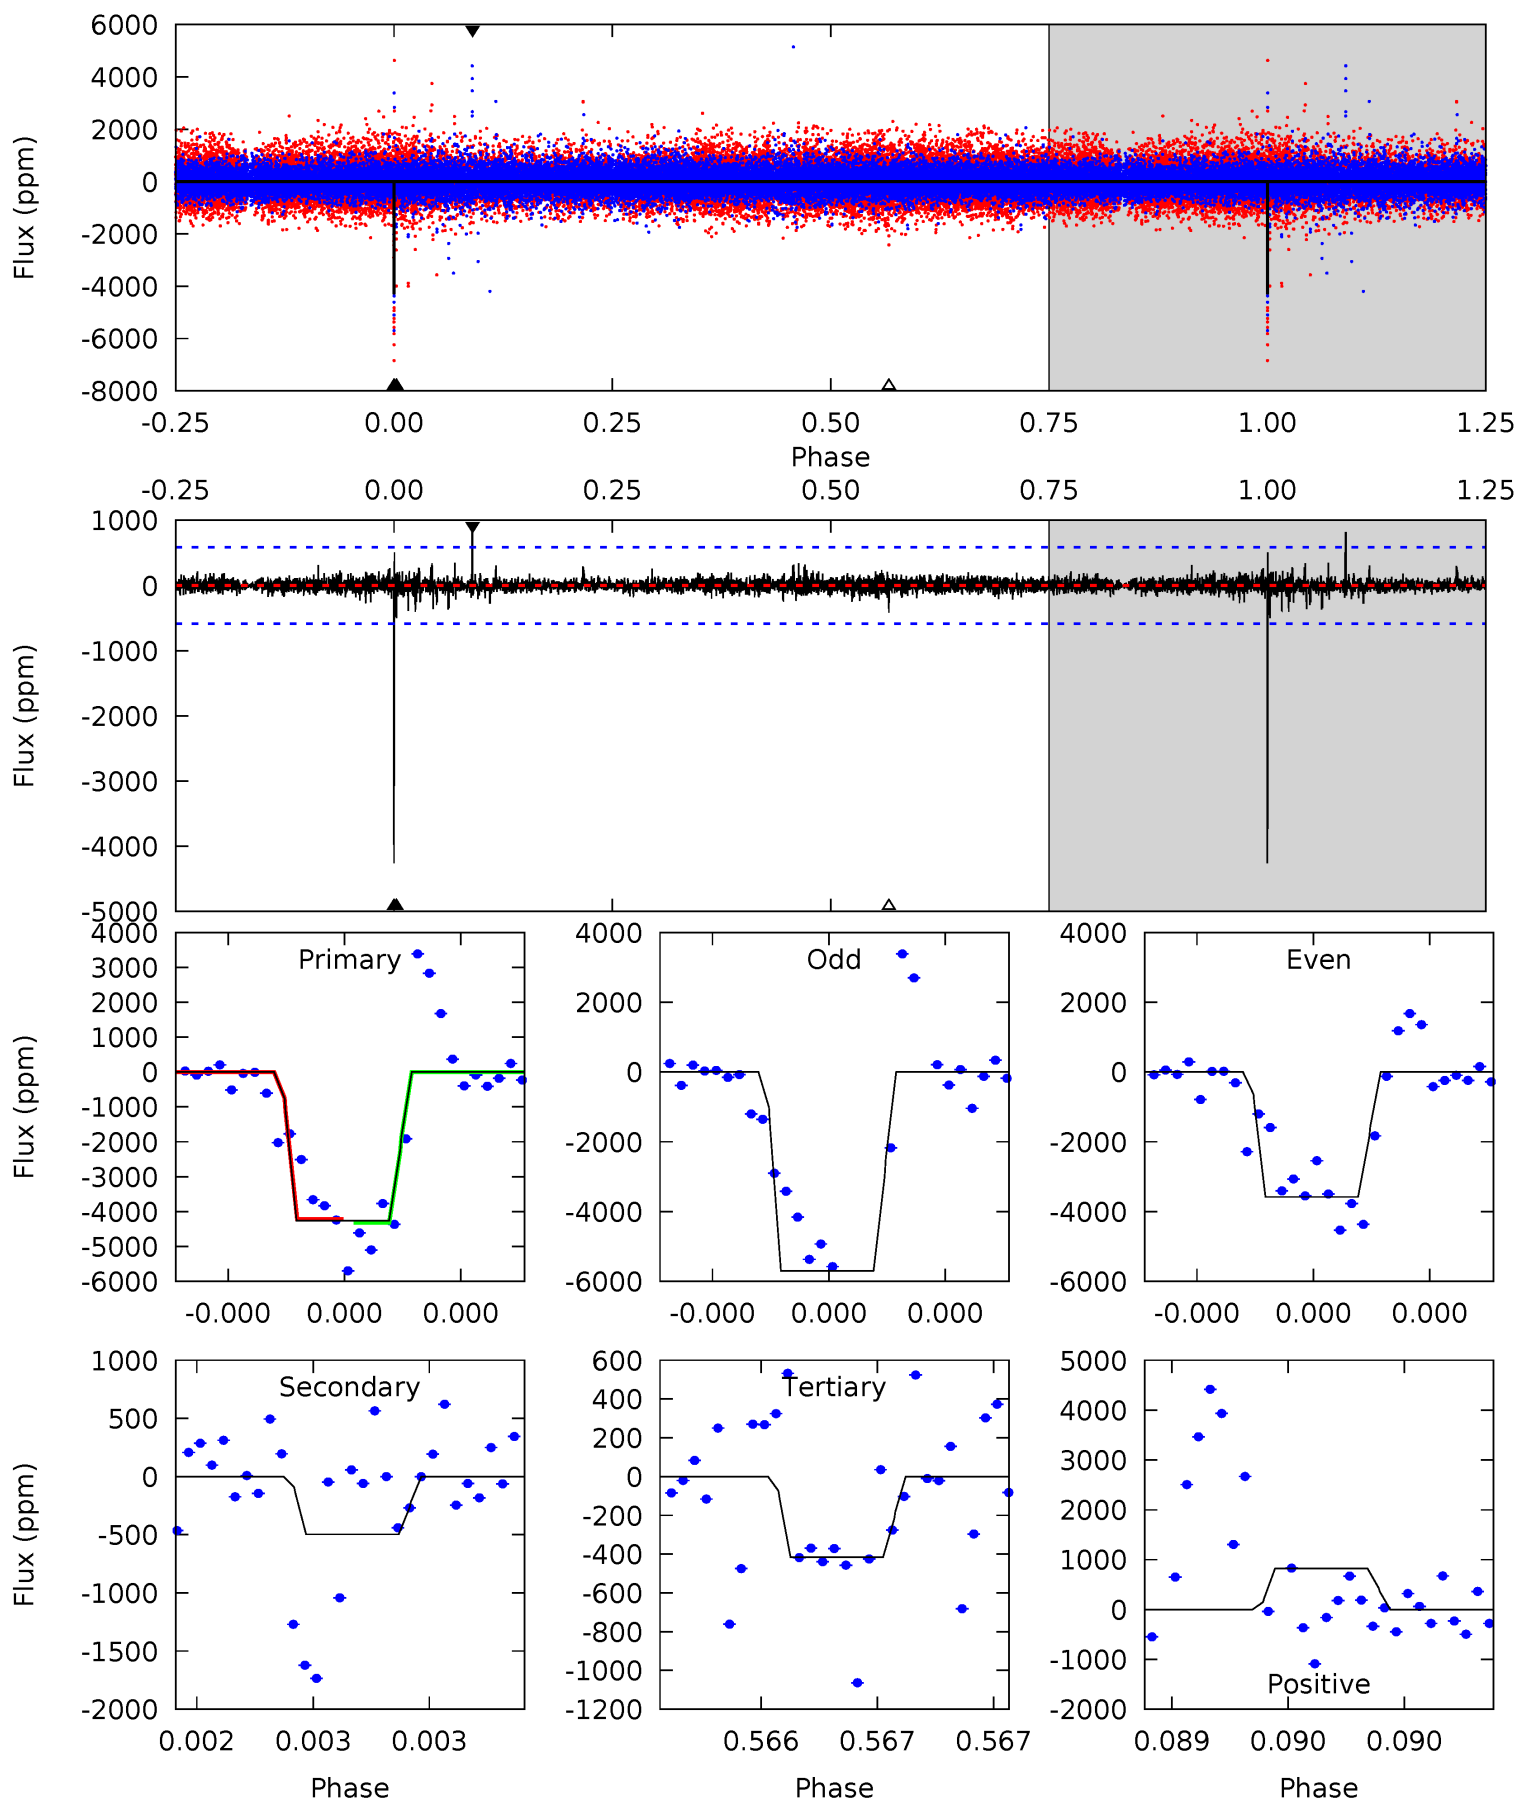 6000
4000
2000
0
-2000
-4000
-6000
-8000
Flux (ppm)
-0.25 0.00 0.25 0.50 0.75 1.00 1.25
Phase
-0.25 0.00 0.25 0.50 0.75 1.00 1.25
1000
0
-1000
-2000
-3000
-4000
-5000
Flux (ppm)
4000
3000
2000
1000
0
-1000
-2000
-3000
-4000
-5000
-6000
Flux (ppm)
Primary
-0.000 0.000 0.000
4000
2000
0
-2000
-4000
-6000
Odd
-0.000 0.000 0.000
4000
2000
0
-2000
-4000
-6000
Even
-0.000 0.000 0.000
1000
500
0
-500
-1000
-1500
-2000
Flux (ppm)
Secondary
0.002 0.003 0.003
Phase
600
400
200
0
-200
-400
-600
-800
-1000
-1200
Tertiary
0.566 0.567 0.567
Phase
5000
4000
3000
2000
1000
0
-1000
-2000
Positive
0.089 0.090 0.090
Phase